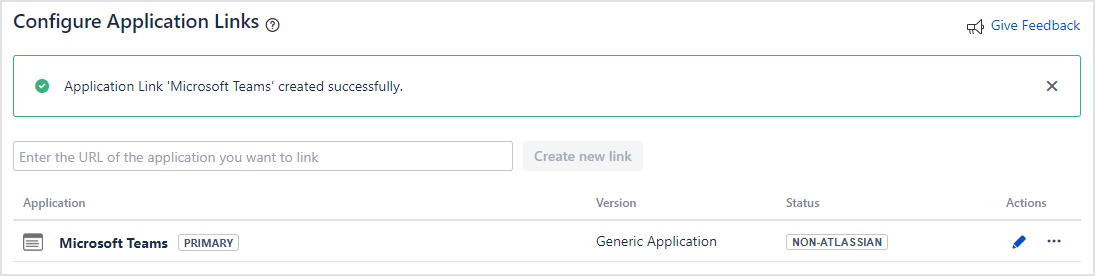 Configure Application Links
Give Feedback
Application Link 'Microsoft Teams' created successfully.
Enter the URL of the application you want to link
Create new link
Application Version Status Actions
Microsoft Teams PRIMARY Generic Application NON-ATLASSIAN